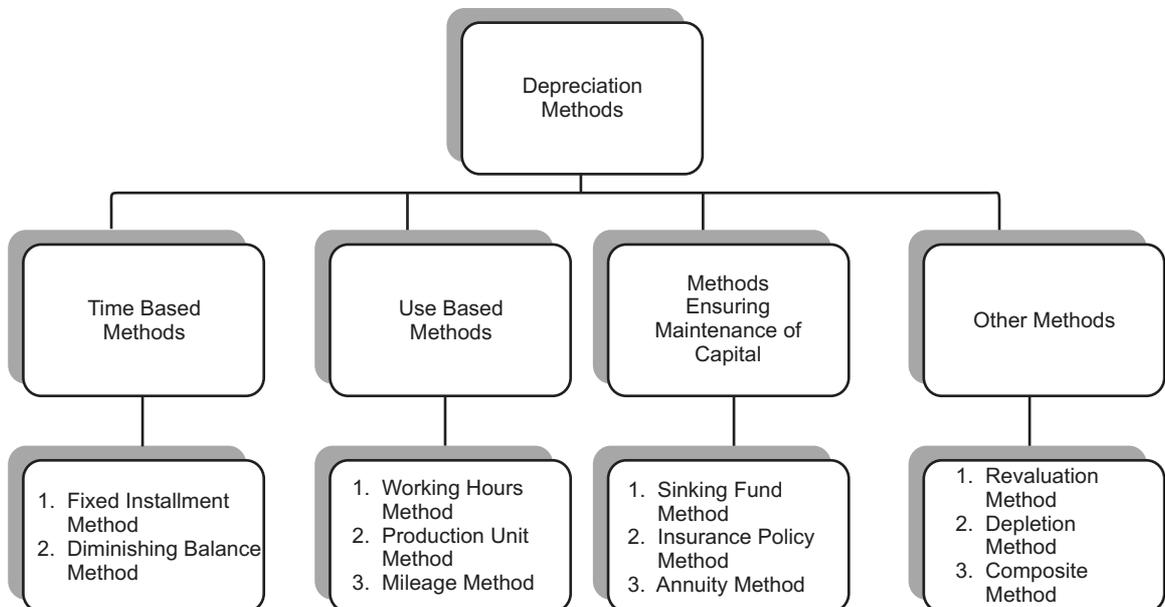 Depreciation
Methods
Time Based
Methods
Use Based
Methods
Methods
Ensuring
Maintenance of
Capital
Other Methods
1. Fixed Installment
Method
2. Diminishing Balance
Method
1. Working Hours
Method
2. Production Unit
Method
3. Mileage Method
1. Sinking Fund
Method
2. Insurance Policy
Method
3. Annuity Method
1. Revaluation
Method
2. Depletion
Method
3. Composite
Method